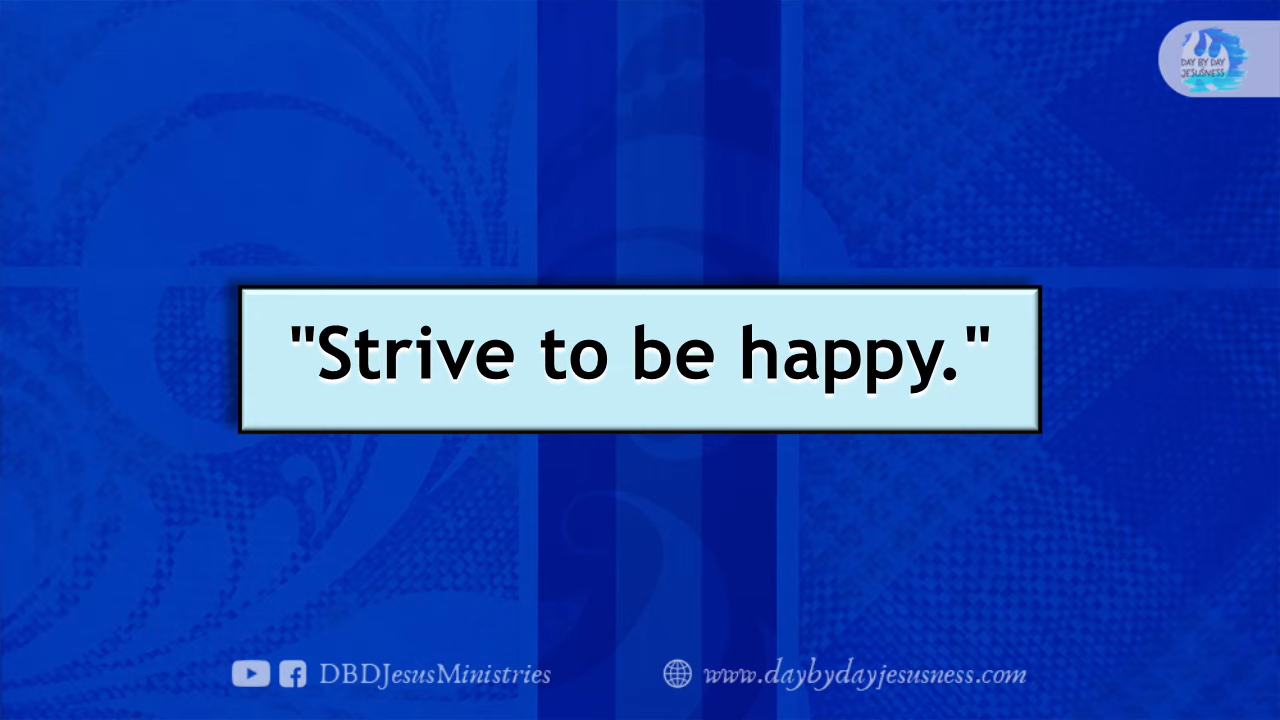 DAY BY DAY
JESUSNESS
"Strive to be happy."
DBDJesusMinistries
www.daybydayjesusness.com